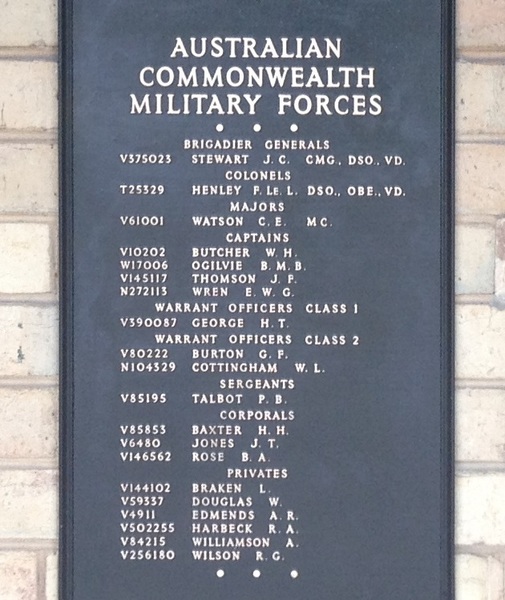 AUSTRALIAN
COMMONWEALTH
MILITARY FORCES
• • •
BRIGADIER GENERALS
V375023 STEWART J. C. CMG., DSO., VD.
COLONELS
T25329 HENLEY F. LE. L. DSO., OBE., VD.
MAJORS
V61001 WATSON C. E. MC.
CAPTAINS
V10202 BUTCHER W. H.
W17006 OGILVIE B. M. B.
V145117 THOMSON J. F.
N272113 WREN E. W. G.
WARRANT OFFICERS CLASS 1
V390087 GEORGE H. T.
WARRANT OFFICERS CLASS 2
V80222 BURTON G. F.
N104329 COTTINGHAM W. L.
SERGEANTS
V85195 TALBOT P. B.
CORPORALS
V85853 BAXTER H. H.
V6480 JONES J. T.
V146562 ROSE B. A.
PRIVATES
V144102 BRAKEN L.
V59337 DOUGLAS W.
V4911 EDMENDS A. R.
V502255 HARBECK R. A.
V84215 WILLIAMSON A.
V256180 WILSON R. G.
• • •